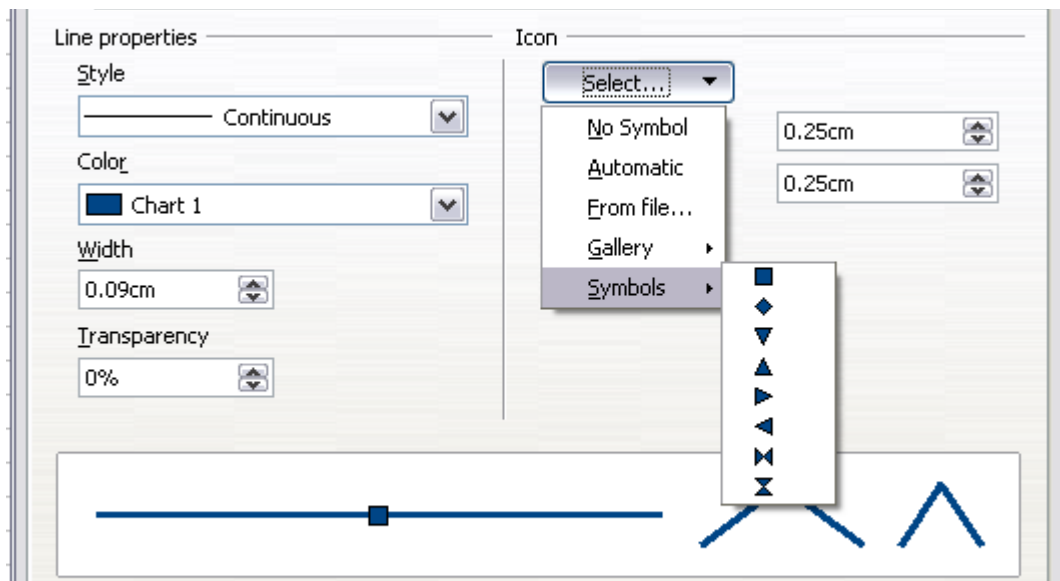 Line properties
Style
Continuous
Color
Chart 1
Width
0.09cm
Transparency
0%
Icon
Select...
No Symbol
Automatic
From file...
Gallery
Symbols
0.25cm
0.25cm